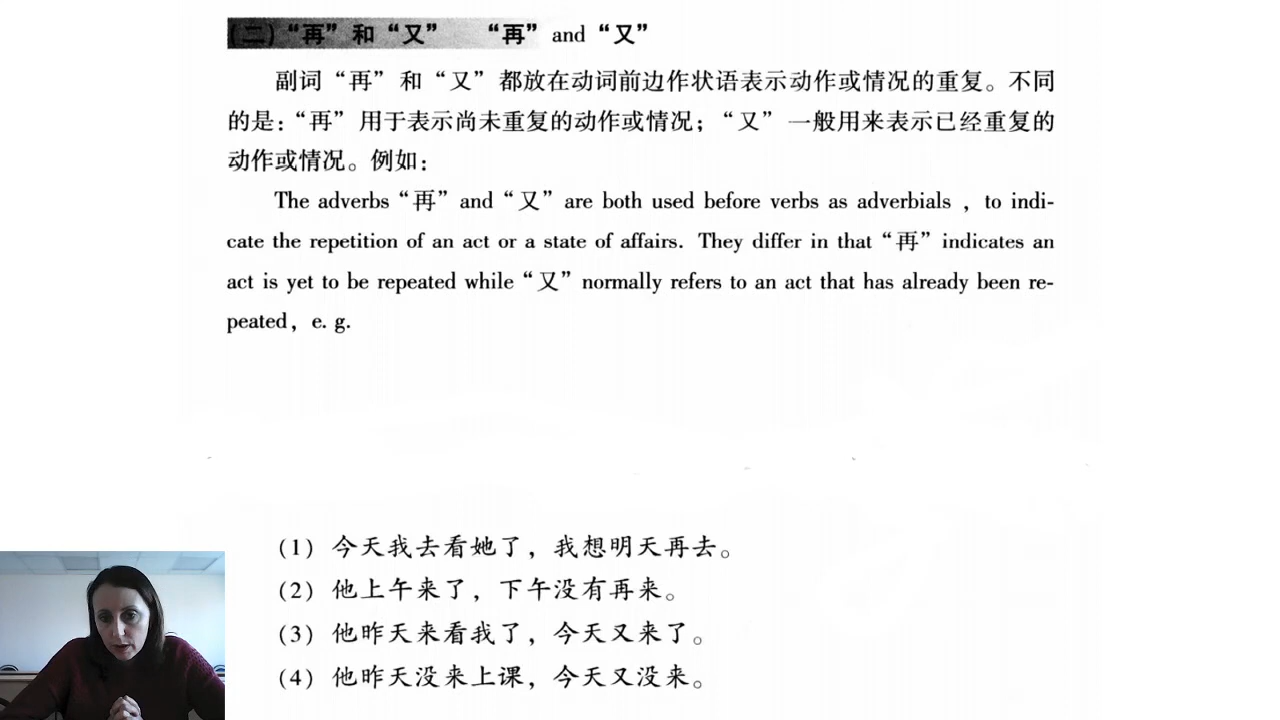 (二)“再”和“又” “再” and “又”
副词“再”和“又”都放在动词前边作状语表示动作或情况的重复。不同
的是：“再”用于表示尚未重复的动作或情况；“又”一般用来表示已经重复的
动作或情况。例如：
The adverbs “再” and “又” are both used before verbs as adverbials , to indi-
cate the repetition of an act or a state of affairs. They differ in that “再” indicates an
act is yet to be repeated while “又” normally refers to an act that has already been re-
peated, e. g.
(1) 今天我去看她了，我想明天再去。
(2) 他上午来了，下午没有再来。
(3) 他昨天来看我了，今天又来了。
(4) 他昨天没来上课，今天又没来。